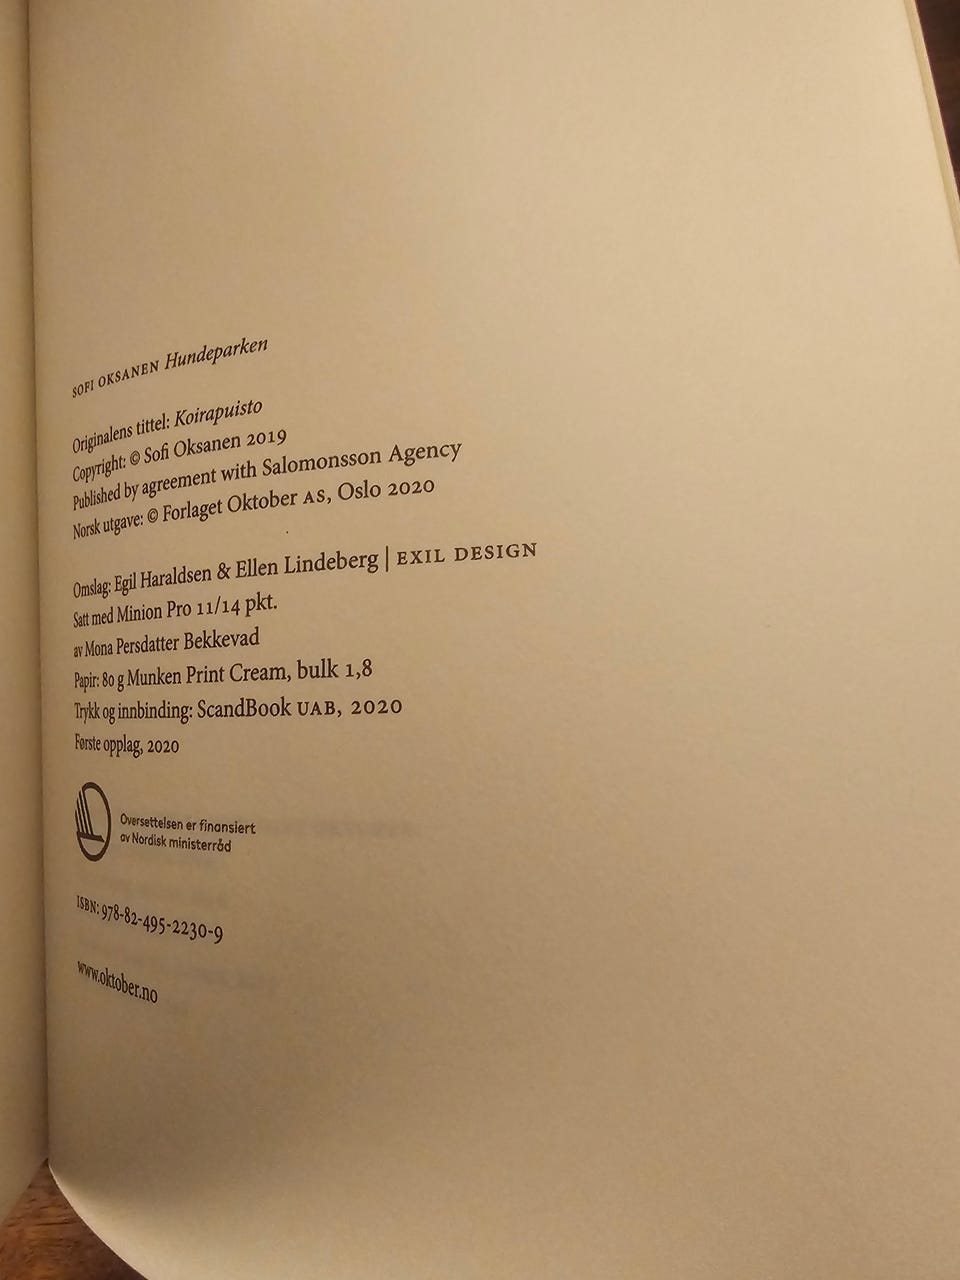 SOFI OKSANEN Hundeparken
Originalens tittel: Koirapuisto
Copyright: © Sofi Oksanen 2019
Published by agreement with Salomonsson Agency
Norsk utgave: © Forlaget Oktober AS, Oslo 2020
Omslag: Egil Haraldsen & Ellen Lindeberg | EXIL DESIGN
Satt med Minion Pro 11/14 pkt.
av Mona Persdatter Bekkevad
Papir: 80 g Munken Print Cream, bulk 1,8
Trykk og innbinding: ScandBook UAB, 2020
Første opplag, 2020
Oversettelsen er finansiert
av Nordisk ministerråd
ISBN: 978-82-495-2230-9
www.oktober.no